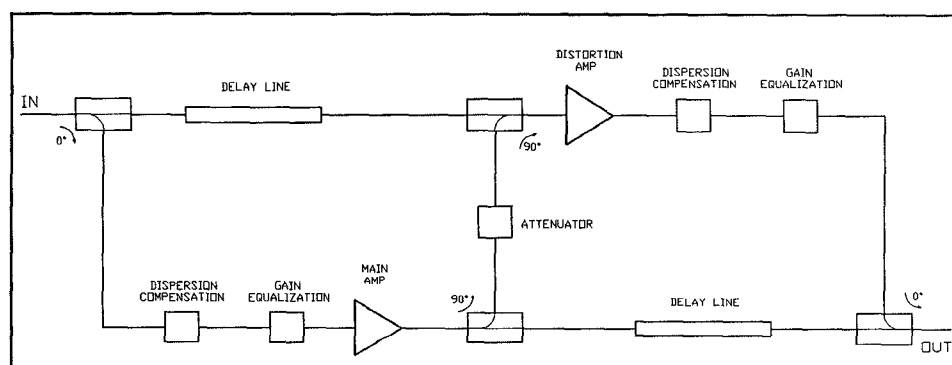 DISTORTION
AMP
DELAY LINE
DISPERSION
COMPENSATION
GAIN
EQUALIZATION
IN
0°
90°
ATTENUATOR
DISPERSION
COMPENSATION
GAIN
EQUALIZATION
MAIN
AMP
90°
DELAY LINE
0°
OUT